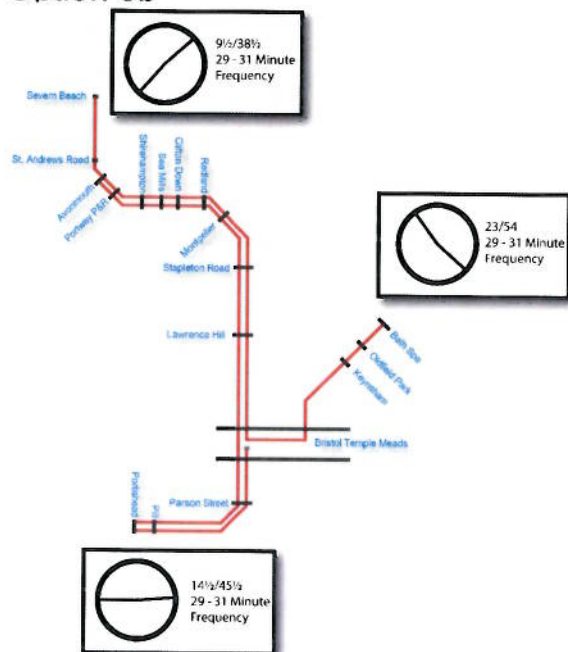 9½/38½
29 - 31 Minute
Frequency
Severn Beach
St. Andrews Road
Avonmouth
Portway P&R
Shirehampton
Sea Mills
Clifton Down
Redland
Montpelier
Stapleton Road
23/54
29 - 31 Minute
Frequency
Lawrence Hill
Bath Spa
Oldfield Park
Keynsham
Bristol Temple Meads
Parson Street
Portishead
Pill
14½/45½
29 - 31 Minute
Frequency